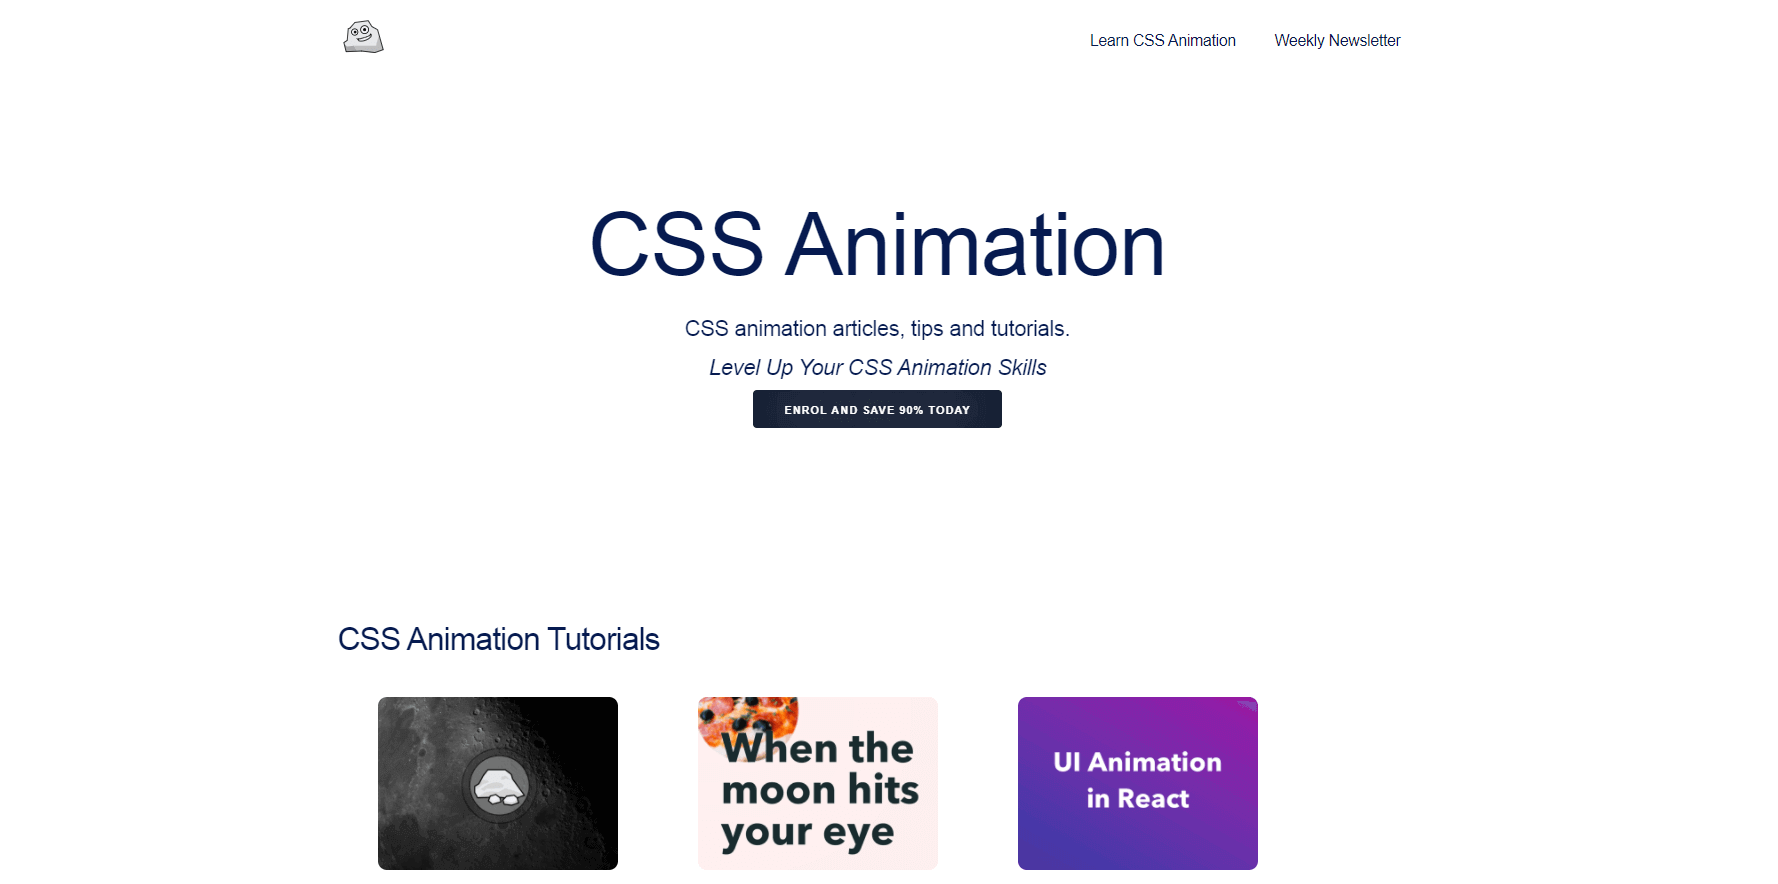 Learn CSS Animation
Weekly Newsletter
CSS Animation
CSS animation articles, tips and tutorials.
Level Up Your CSS Animation Skills
ENROL AND SAVE 90% TODAY
CSS Animation Tutorials
When the
moon hits
your eye
UI Animation
in React